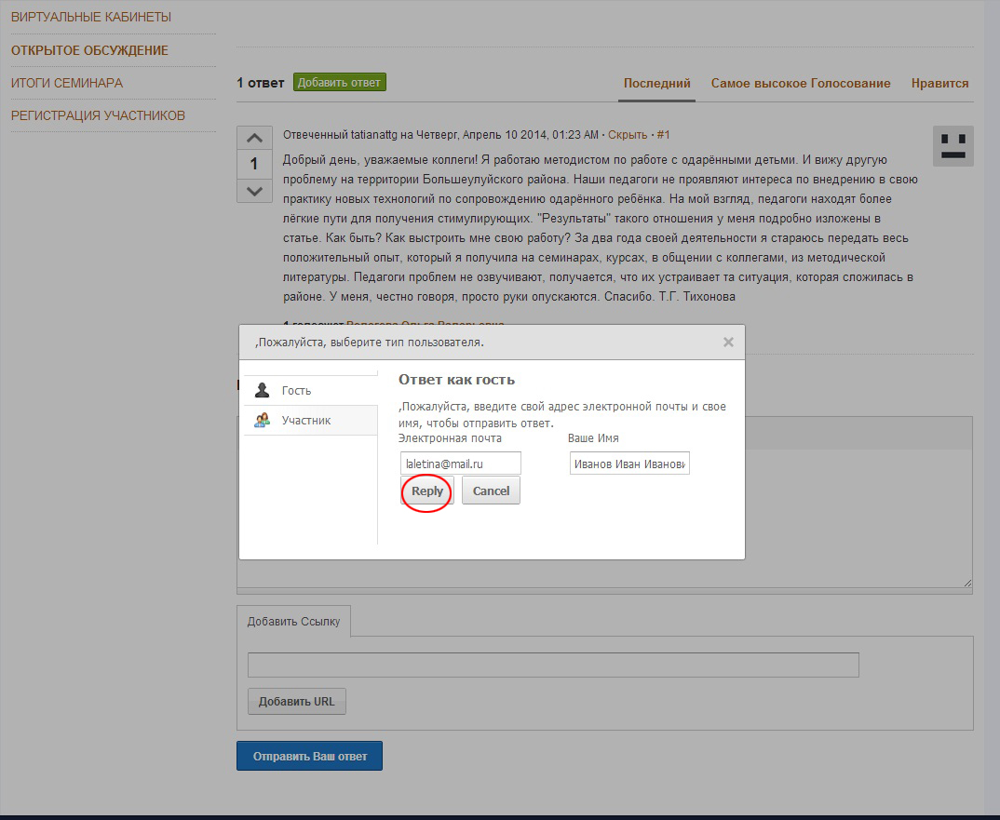 ВИРТУАЛЬНЫЕ КАБИНЕТЫ
ОТКРЫТОЕ ОБСУЖДЕНИЕ
ИТОГИ СЕМИНАРА
РЕГИСТРАЦИЯ УЧАСТНИКОВ
1 ответ Добавить ответ Последний Самое высокое Голосование Нравится
Отвеченный tatianattg на Четверг, Апрель 10 2014, 01:23 AM · Скрыть · #1
1
Добрый день, уважаемые коллеги! Я работаю методистом по работе с одарёнными детьми. И вижу другую
проблему на территории Большеулуйского района. Наши педагоги не проявляют интереса по внедрению в свою
практику новых технологий по сопровождению одарённого ребёнка. На мой взгляд, педагоги находят более
лёгкие пути для получения стимулирующих. "Результаты" такого отношения у меня подробно изложены в
статье. Как быть? Как выстроить мне свою работу? За два года своей деятельности я стараюсь передать весь
положительный опыт, который я получила на семинарах, курсах, в общении с коллегами, из методической
литературы. Педагоги проблем не озвучивают, получается, что их устраивает та ситуация, которая сложилась в
районе. У меня, честно говоря, просто руки опускаются. Спасибо. Т.Г. Тихонова
,Пожалуйста, выберите тип пользователя.
Гость
Участник
Ответ как гость
,Пожалуйста, введите свой адрес электронной почты и свое
имя, чтобы отправить ответ.
Электронная почта Ваше Имя
laletina@mail.ru Иванов Иван Иванови
Reply Cancel
Добавить Ссылку
Добавить URL
Отправить Ваш ответ